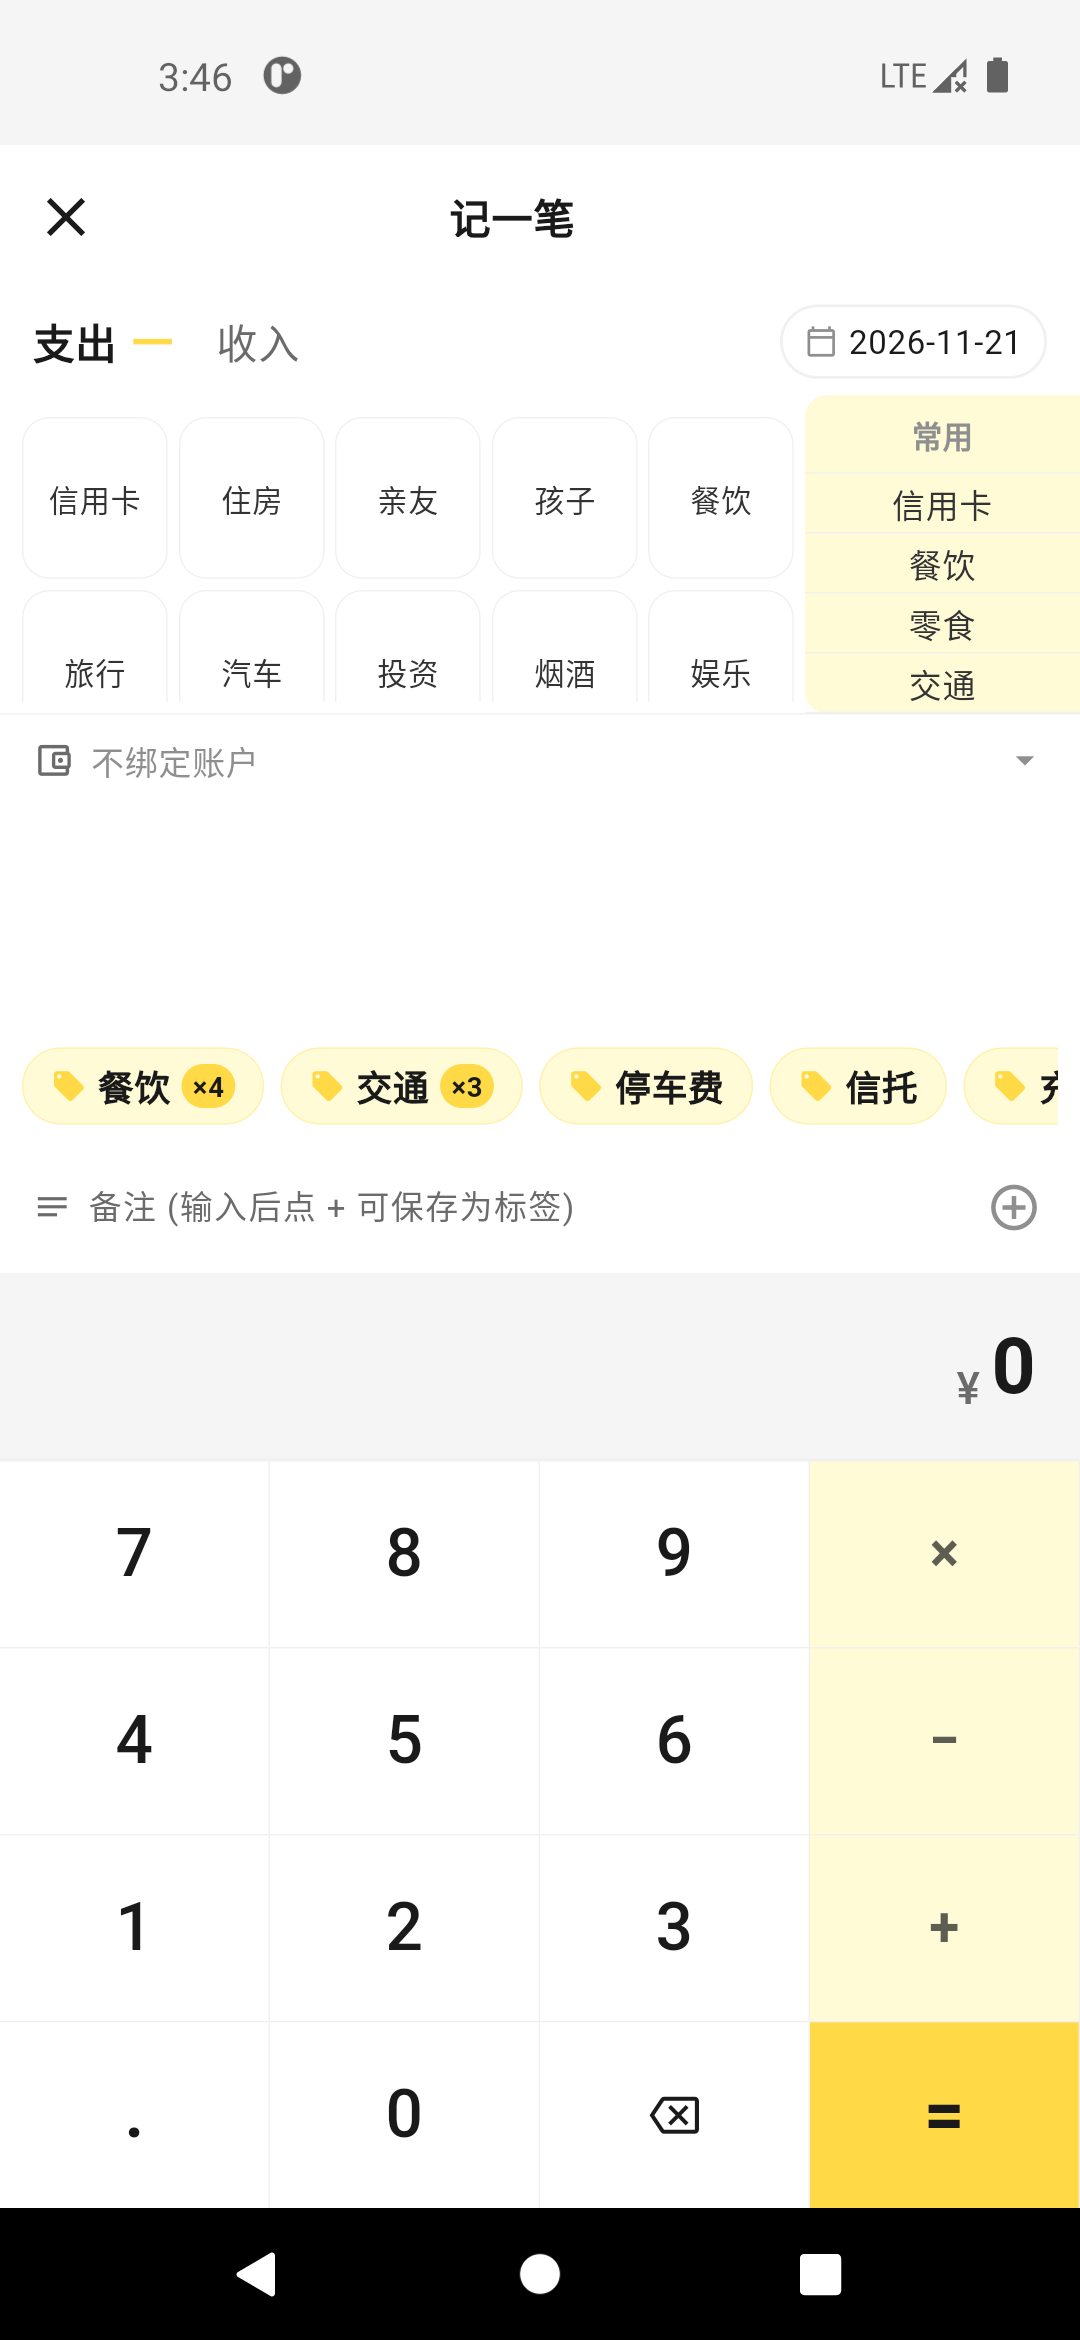 3:46
LTE
记一笔
支出
收入
2026-11-21
信用卡
住房
亲友
孩子
餐饮
旅行
汽车
投资
烟酒
娱乐
常用
信用卡
餐饮
零食
交通
不绑定账户
餐饮 ×4
交通 ×3
停车费
信托
备注 (输入后点 + 可保存为标签)
¥ 0
7 8 9 ×
4 5 6 −
1 2 3 +
. 0 =